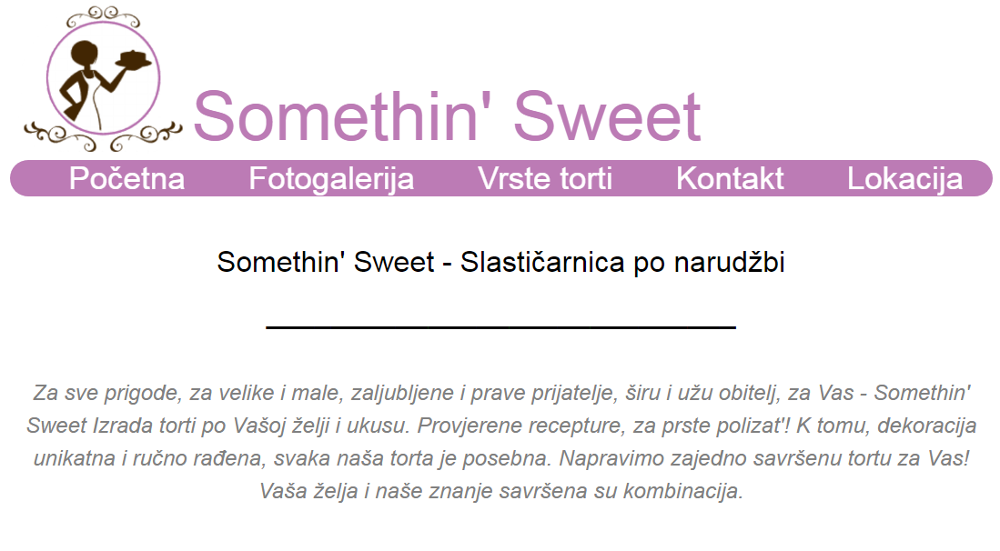 Somethin' Sweet
Početna Fotogalerija Vrste torti Kontakt Lokacija
Somethin' Sweet - Slastičarnica po narudžbi
Za sve prigode, za velike i male, zaljubljene i prave prijatelje, širu i užu obitelj, za Vas - Somethin'
Sweet Izrada torti po Vašoj želji i ukusu. Provjerene recepture, za prste polizat'! K tomu, dekoracija
unikatna i ručno rađena, svaka naša torta je posebna. Napravimo zajedno savršenu tortu za Vas!
Vaša želja i naše znanje savršena su kombinacija.